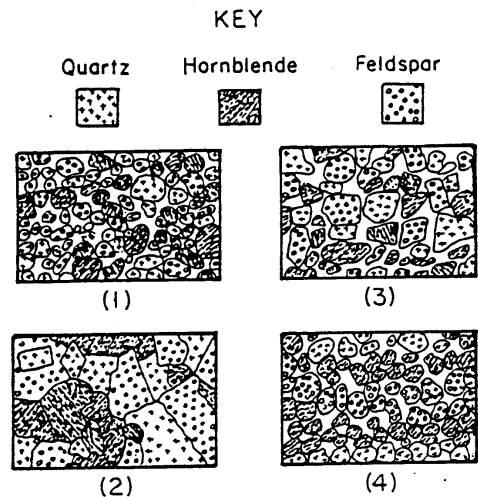 KEY
Quartz Hornblende Feldspar
(1) (3)
(2) (4)